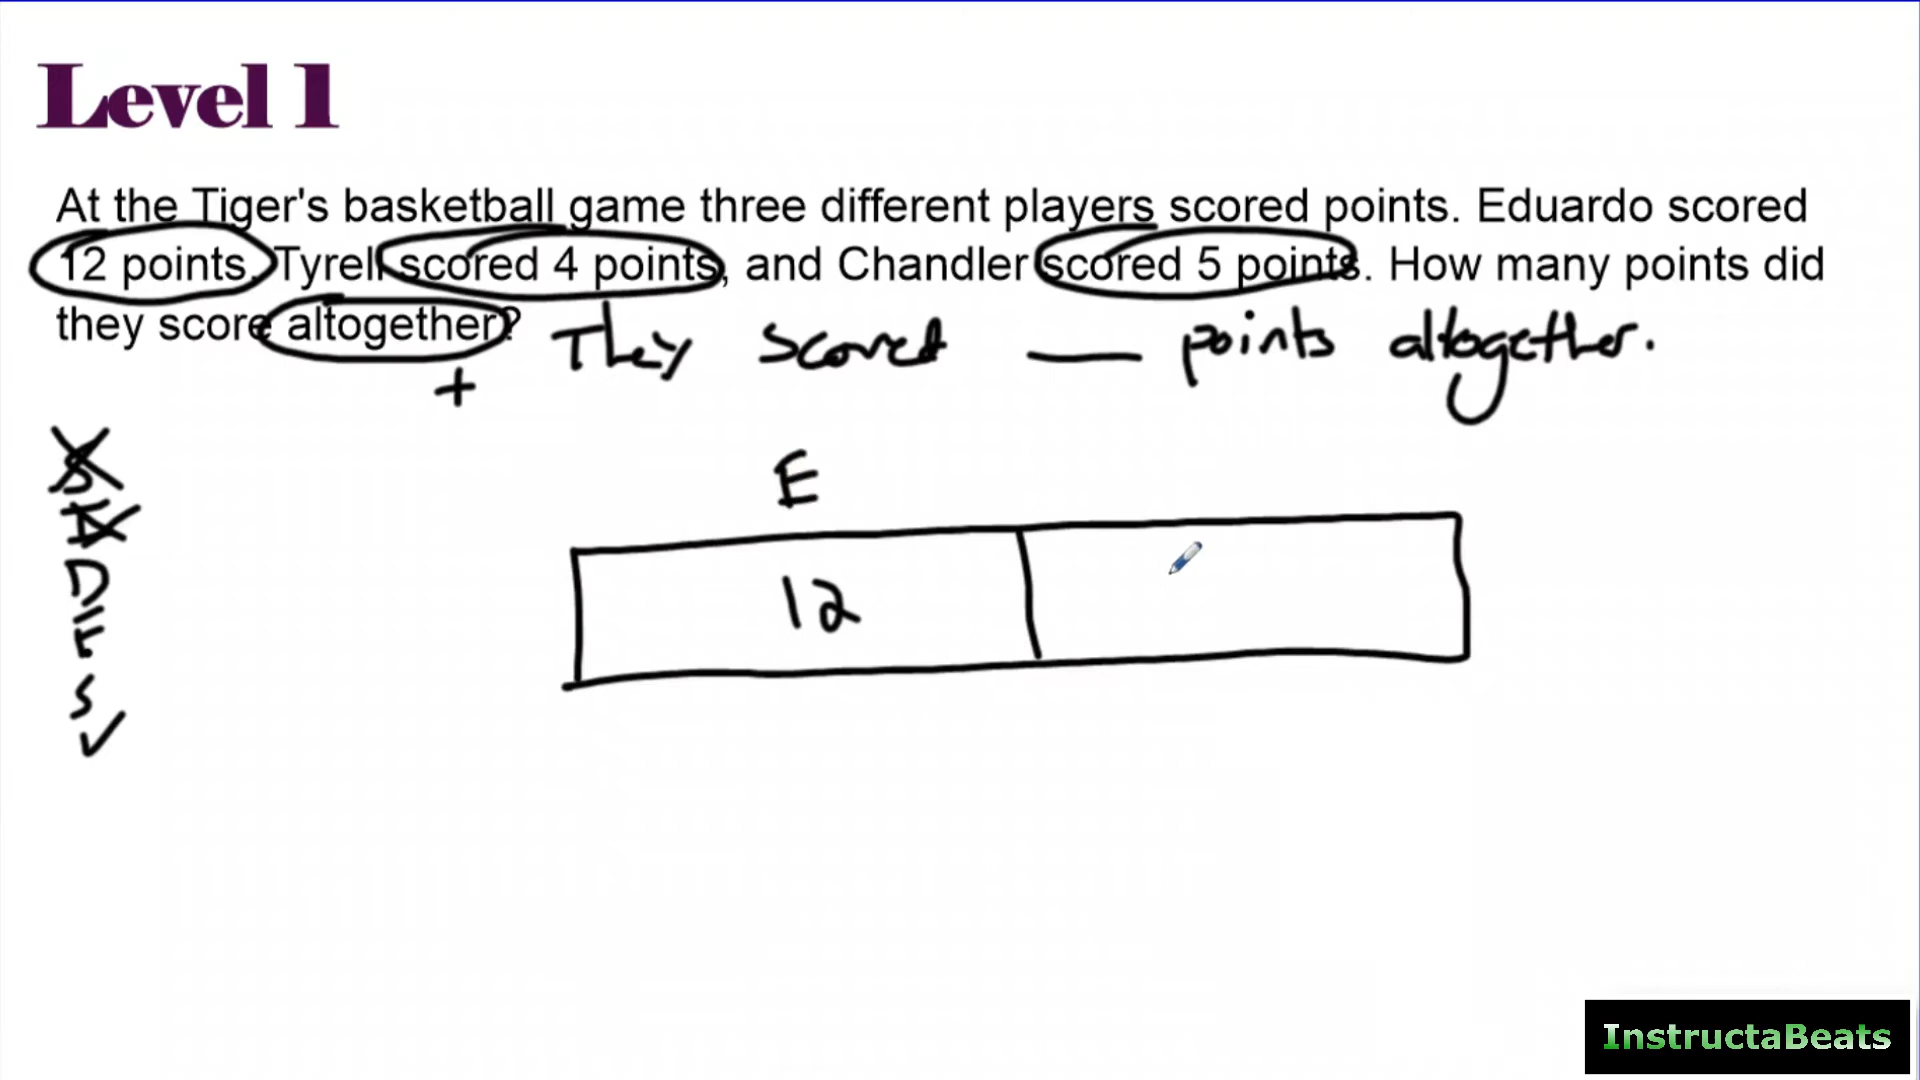 Level 1
At the Tiger's basketball game three different players scored points. Eduardo scored
12 points, Tyrell scored 4 points, and Chandler scored 5 points. How many points did
they score altogether? They scored ___ points altogether.
+
E
D
E
S
✓
12
InstructaBeats